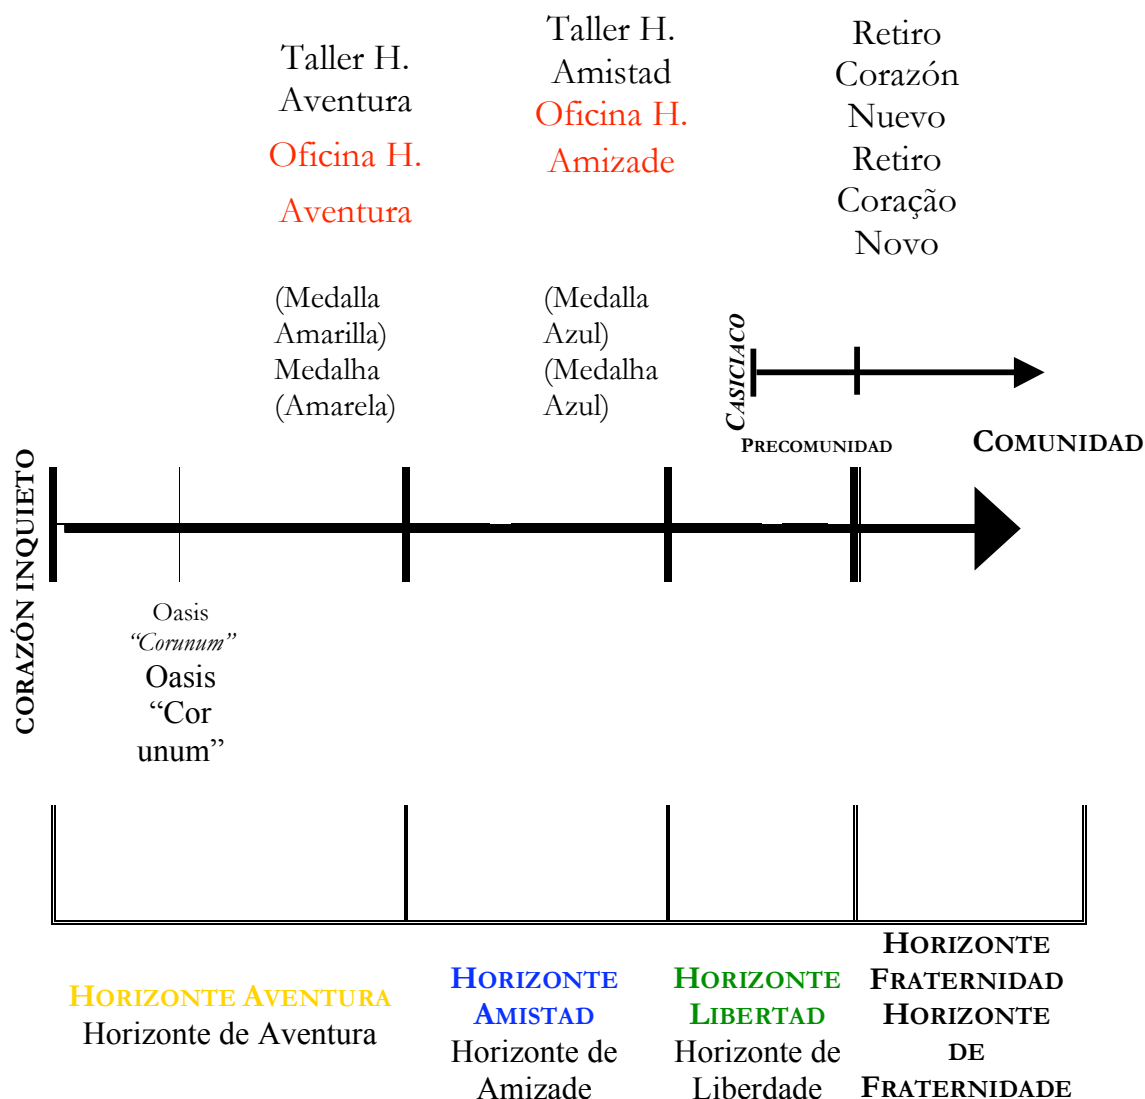 Taller H.
Aventura
Oficina H.
Aventura
Taller H.
Amistad
Oficina H.
Amizade
Retiro
Corazón
Nuevo
Retiro
Coração
Novo
(Medalla
Amarilla)
Medalha
(Amarela)
(Medalla
Azul)
(Medalha
Azul)
CASICIACO
PRECOMUNIDAD
COMUNIDAD
CORAZÓN INQUIETO
Oasis
“Corunum”
Oasis
“Cor
unum”
HORIZONTE AVENTURA
Horizonte de Aventura
HORIZONTE
AMISTAD
Horizonte de
Amizade
HORIZONTE
LIBERTAD
Horizonte de
Liberdade
HORIZONTE
FRATERNIDAD
HORIZONTE
DE
FRATERNIDADE